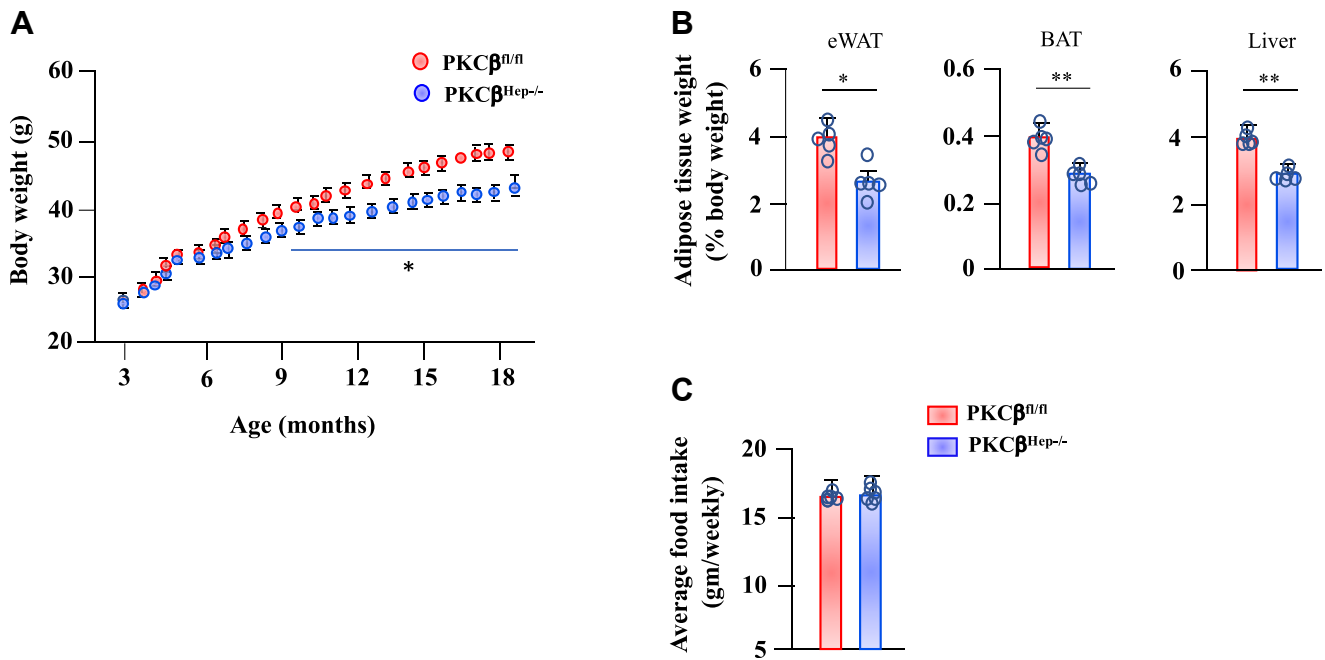 A
PKCβfl/fl
PKCβHep-/-
Body weight (g)
60
50
40
30
20
*
3 6 9 12 15 18
Age (months)
B
Adipose tissue weight
(% body weight)
eWAT
6
4
2
0
*
BAT
0.6
0.4
0.2
0
**
Liver
6
4
2
0
**
C
PKCβfl/fl
PKCβHep-/-
Average food intake
(gm/weekly)
20
15
10
5